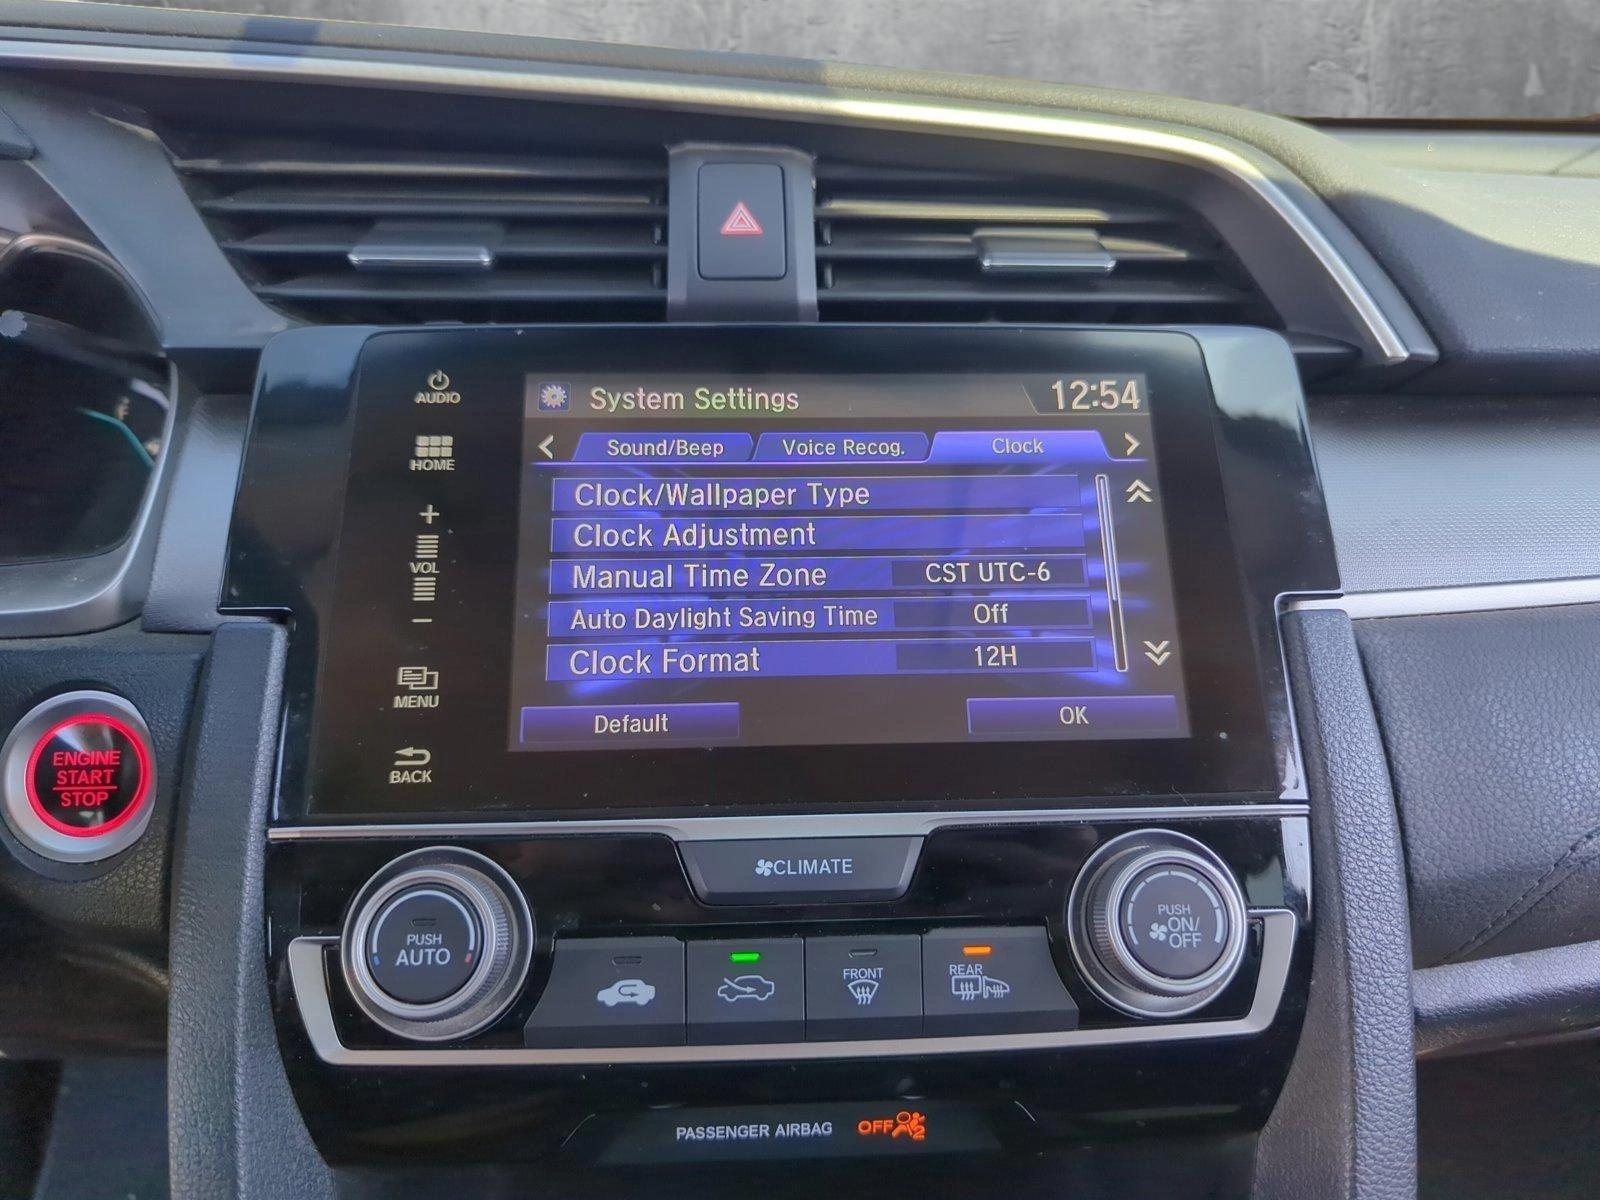 AUDIO
HOME
+
VOL
−
MENU
BACK
System Settings 12:54
< Sound/Beep Voice Recog. Clock >
Clock/Wallpaper Type
Clock Adjustment
Manual Time Zone CST UTC-6
Auto Daylight Saving Time Off
Clock Format 12H
Default OK
ENGINE
START
STOP
CLIMATE
PUSH
AUTO
FRONT
REAR
PUSH
ON/
OFF
PASSENGER AIRBAG OFF 2